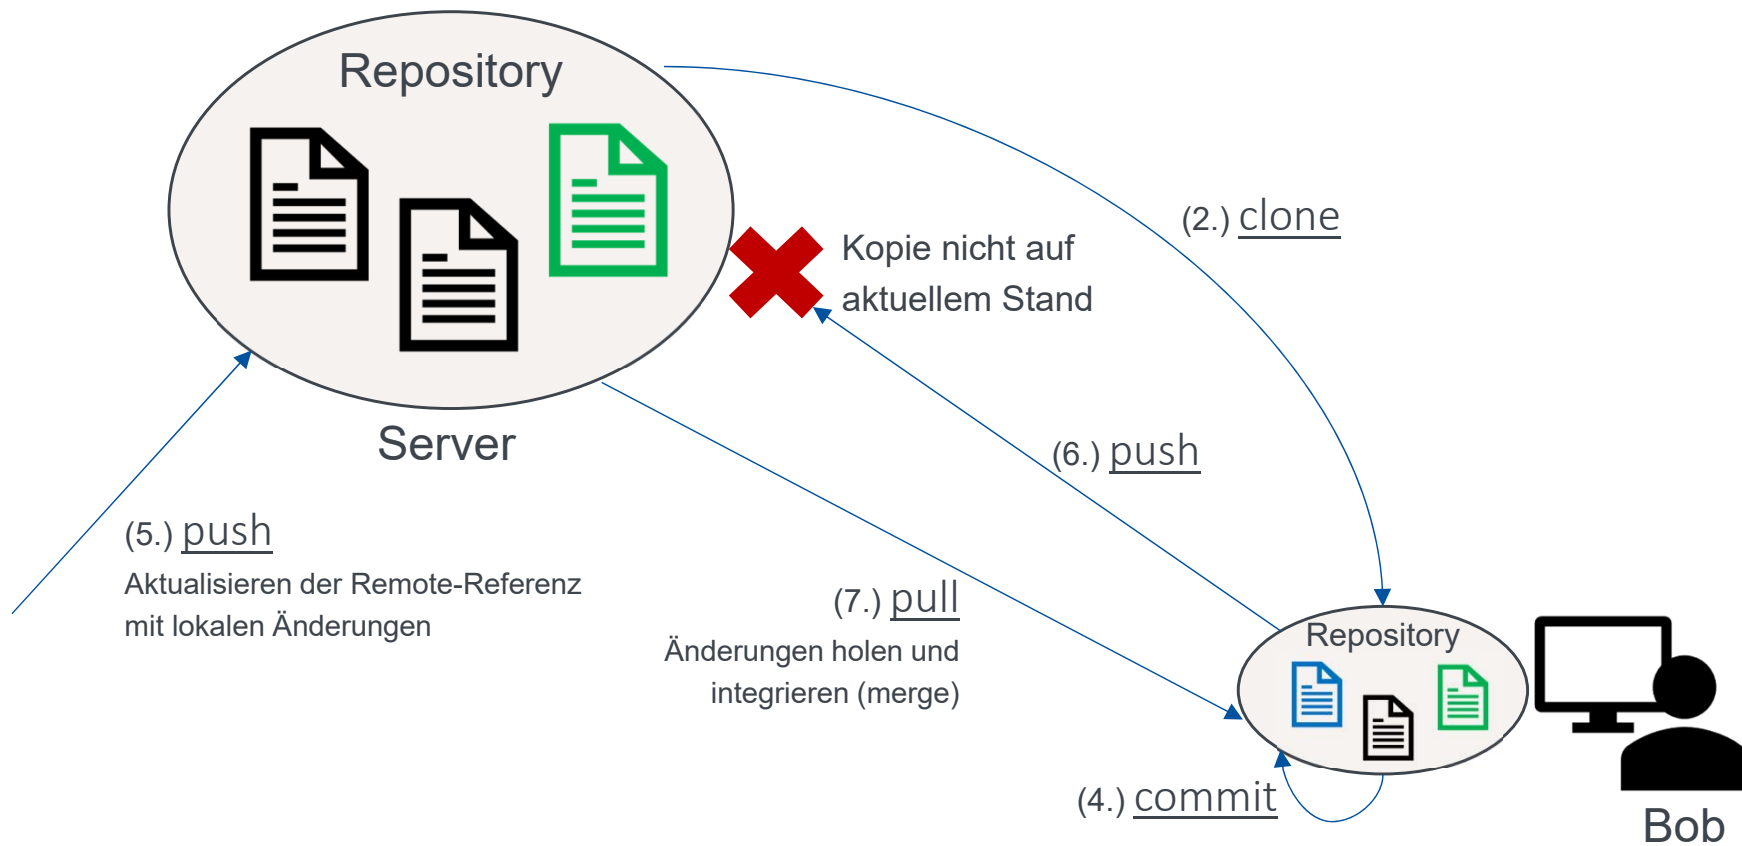 Repository
(2.) clone
Kopie nicht auf
aktuellem Stand
Server
(6.) push
(5.) push
Aktualisieren der Remote-Referenz
mit lokalen Änderungen
(7.) pull
Änderungen holen und
integrieren (merge)
Repository
(4.) commit
Bob